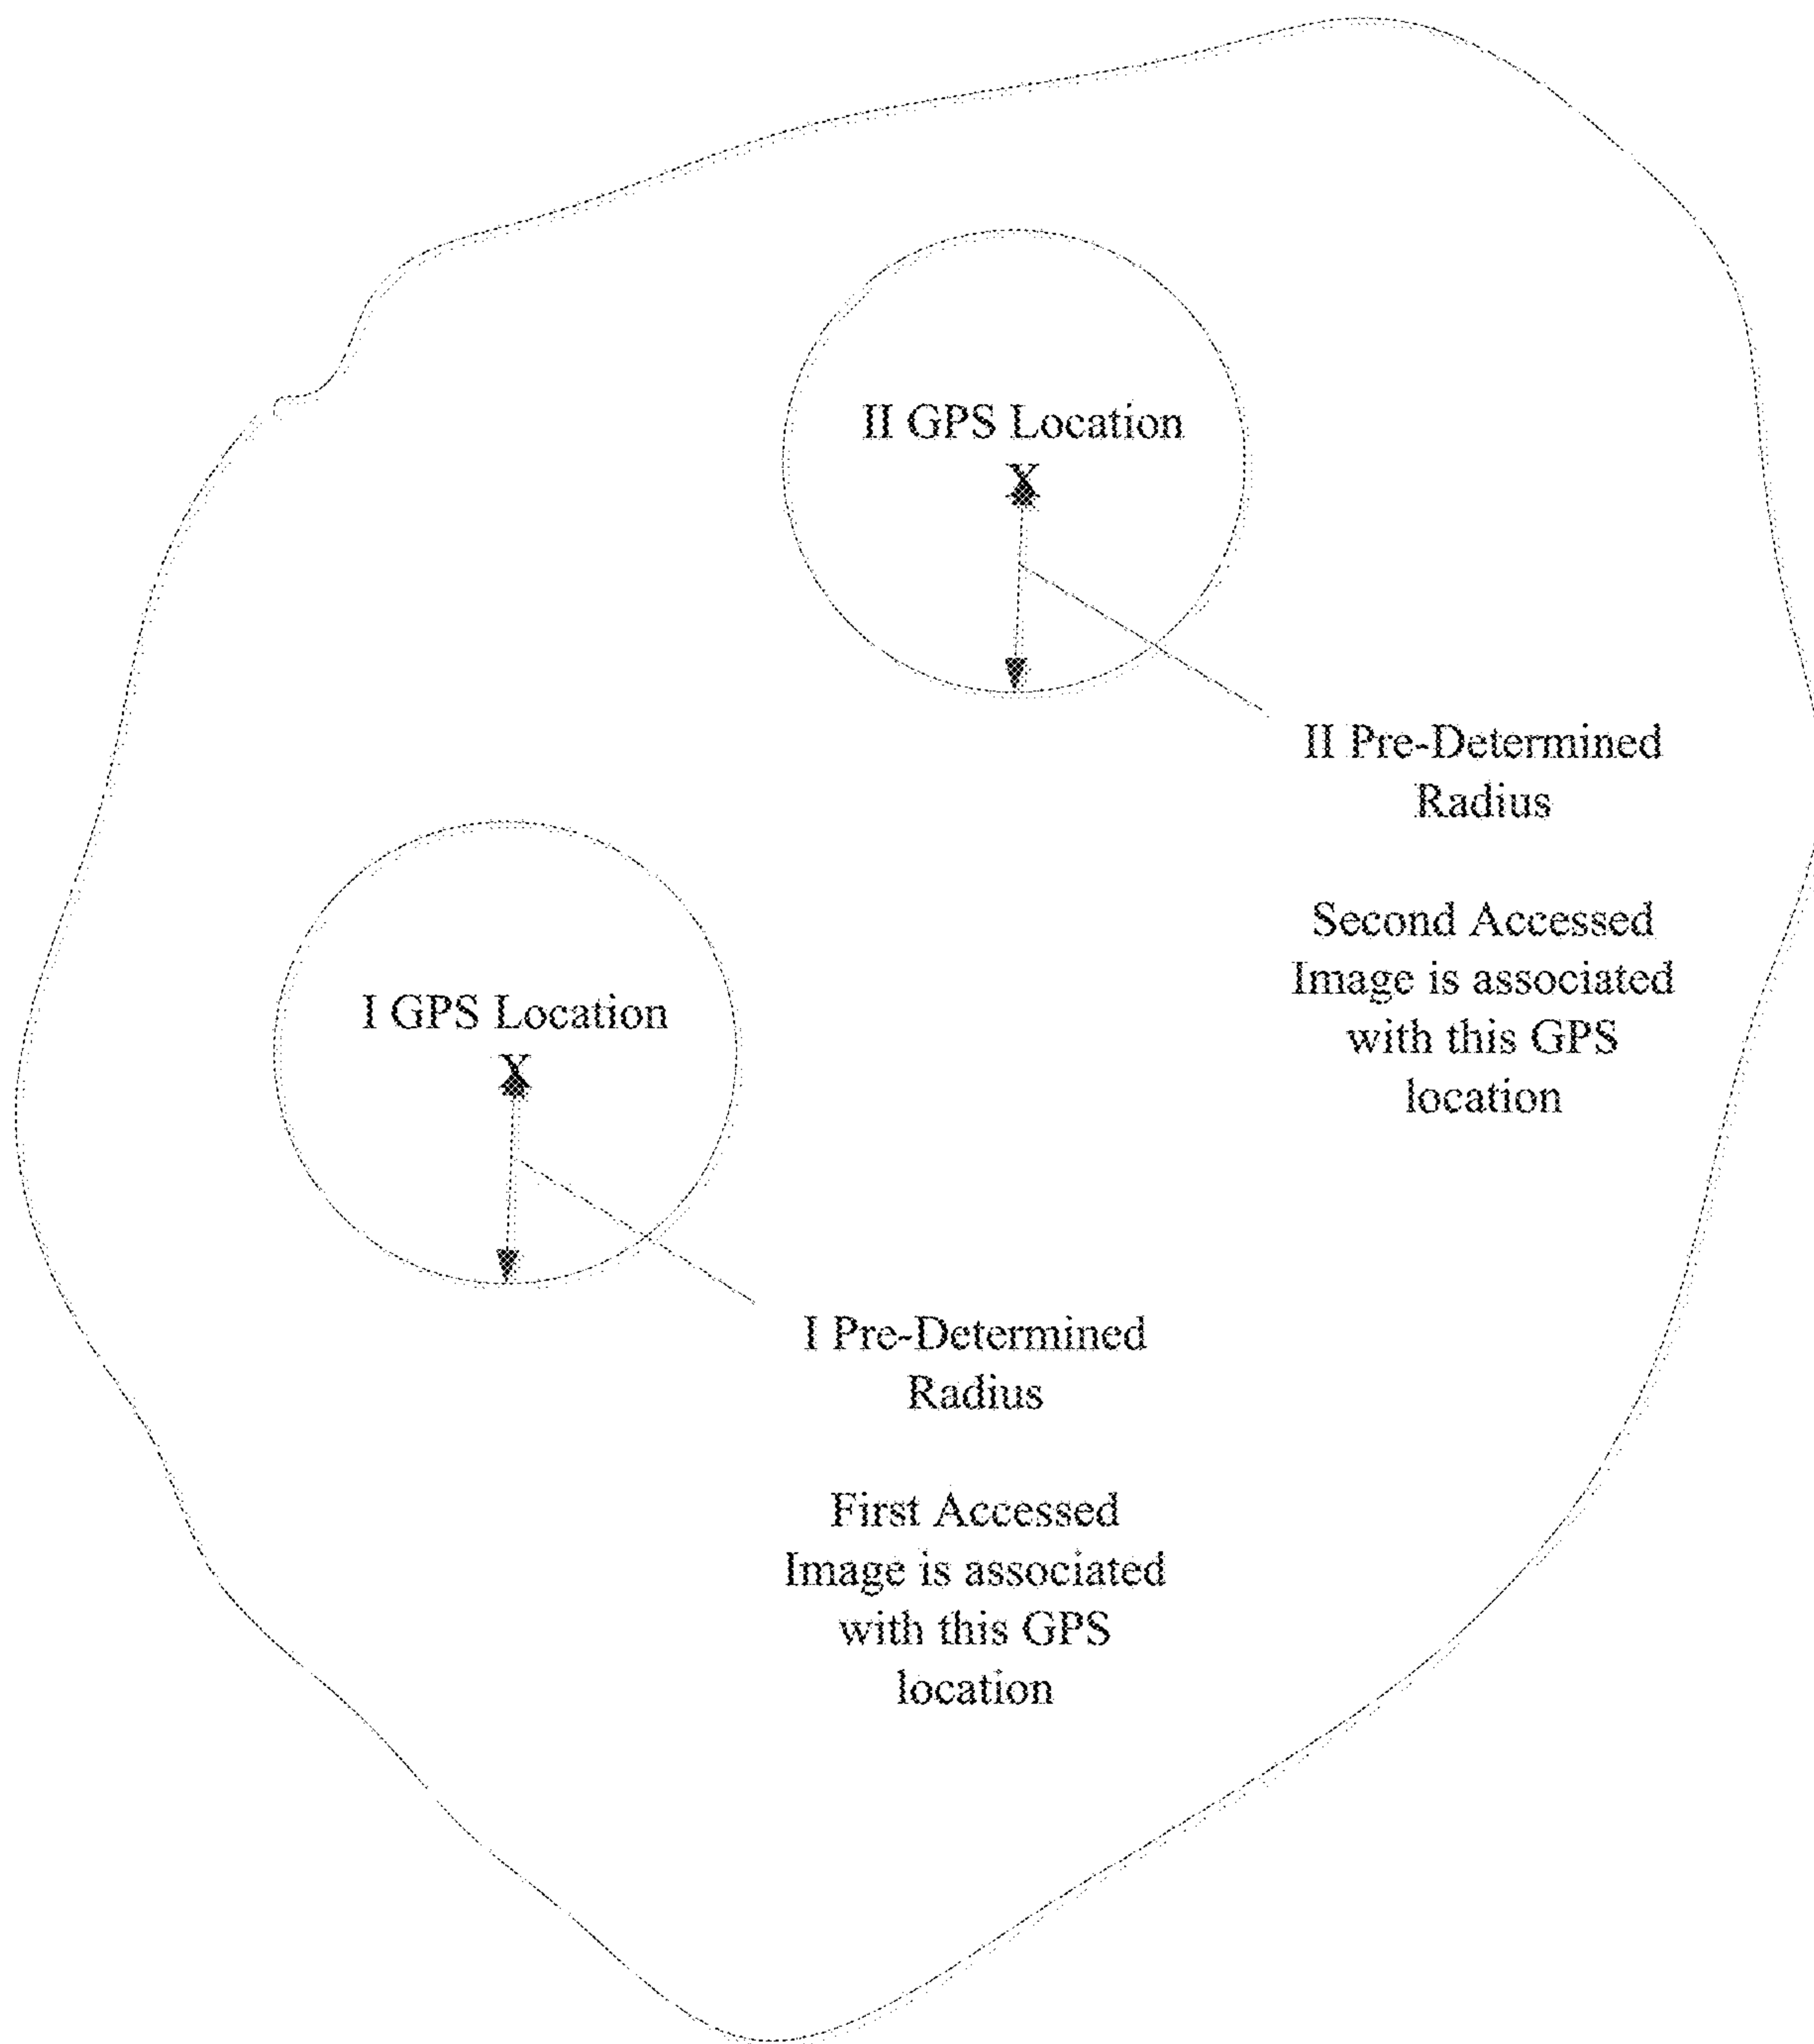 II GPS Location
X
II Pre-Determined
Radius
Second Accessed
Image is associated
with this GPS
location
I GPS Location
X
I Pre-Determined
Radius
First Accessed
Image is associated
with this GPS
location